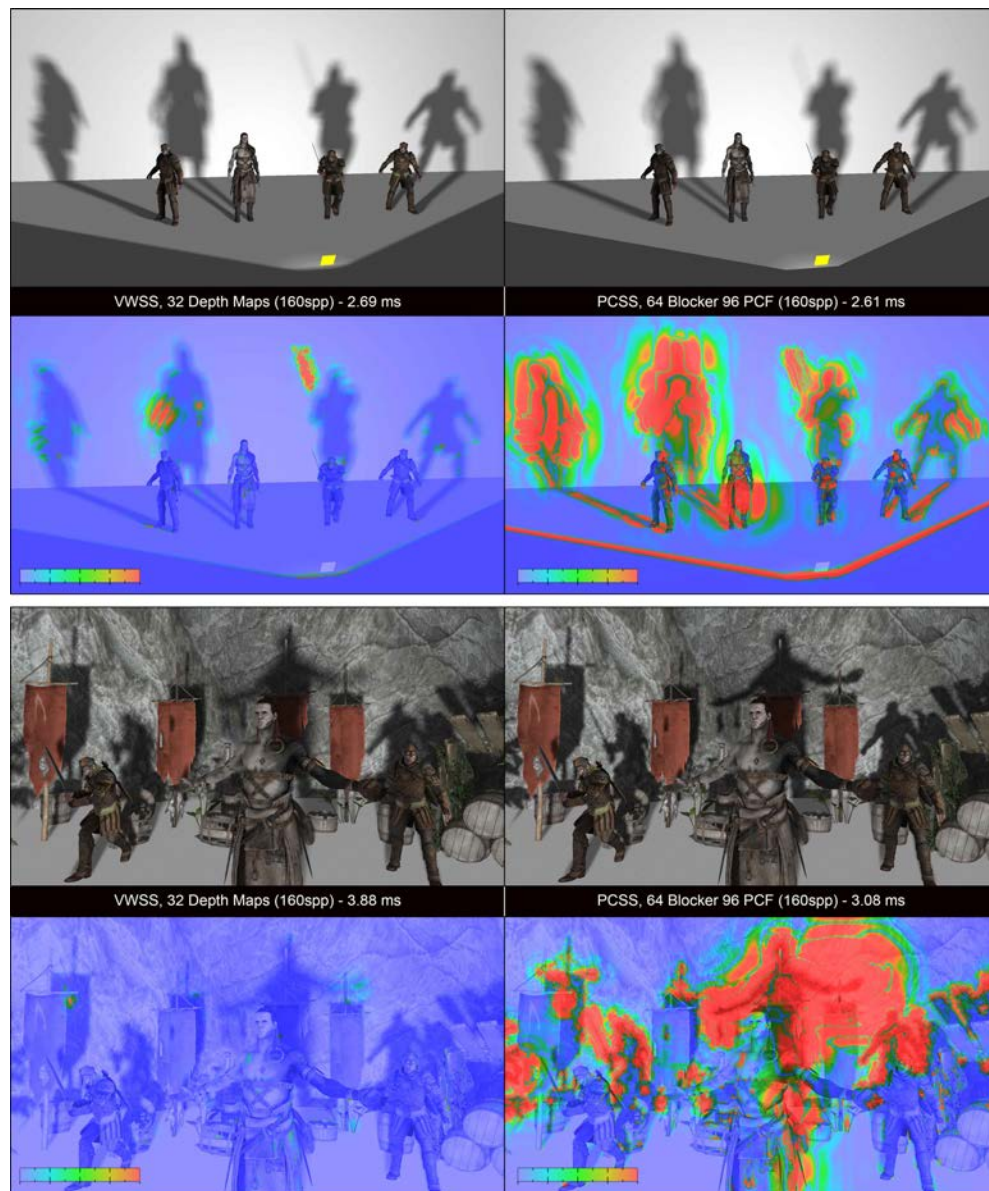 VWSS, 32 Depth Maps (160spp) - 2.69 ms
PCSS, 64 Blocker 96 PCF (160spp) - 2.61 ms
VWSS, 32 Depth Maps (160spp) - 3.88 ms
PCSS, 64 Blocker 96 PCF (160spp) - 3.08 ms